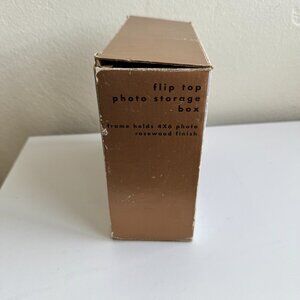 flip top
photo storage
box
frame holds 4X6 photo
rosewood finish